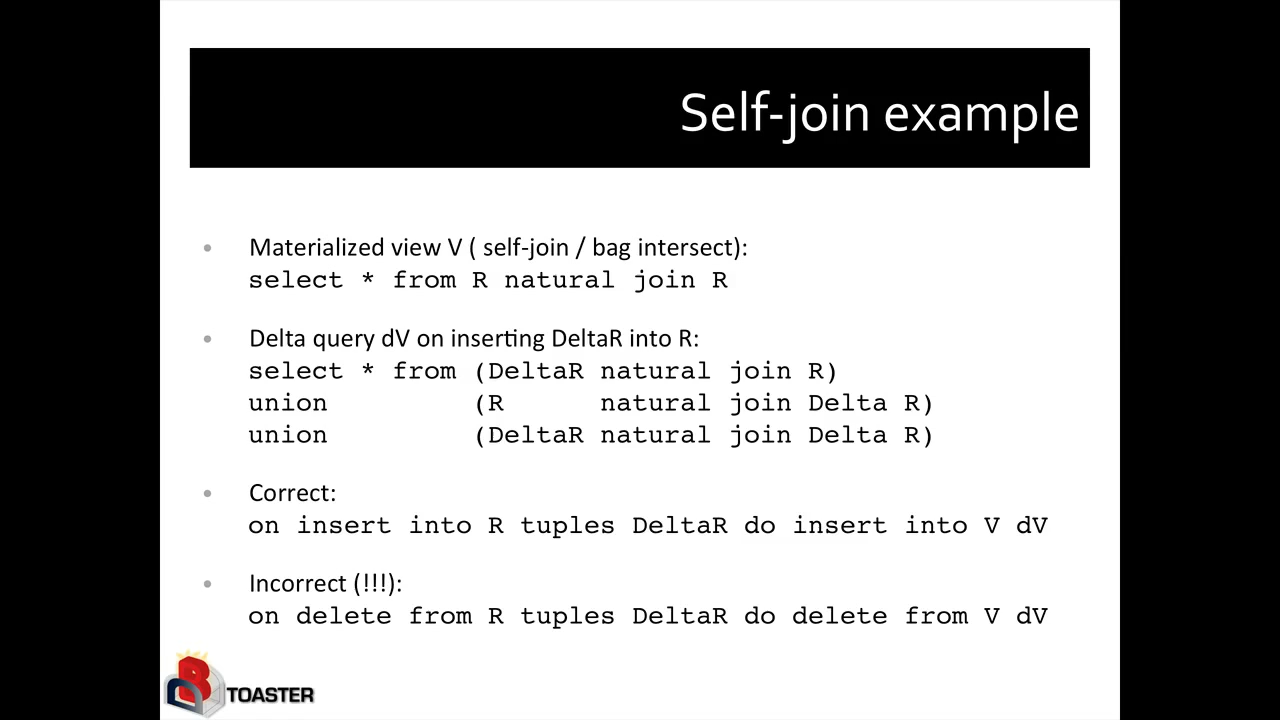 Self-join example
• Materialized view V ( self-join / bag intersect):
select * from R natural join R
• Delta query dV on inserting DeltaR into R:
select * from (DeltaR natural join R)
union (R natural join Delta R)
union (DeltaR natural join Delta R)
• Correct:
on insert into R tuples DeltaR do insert into V dV
• Incorrect (!!!):
on delete from R tuples DeltaR do delete from V dV
DB TOASTER